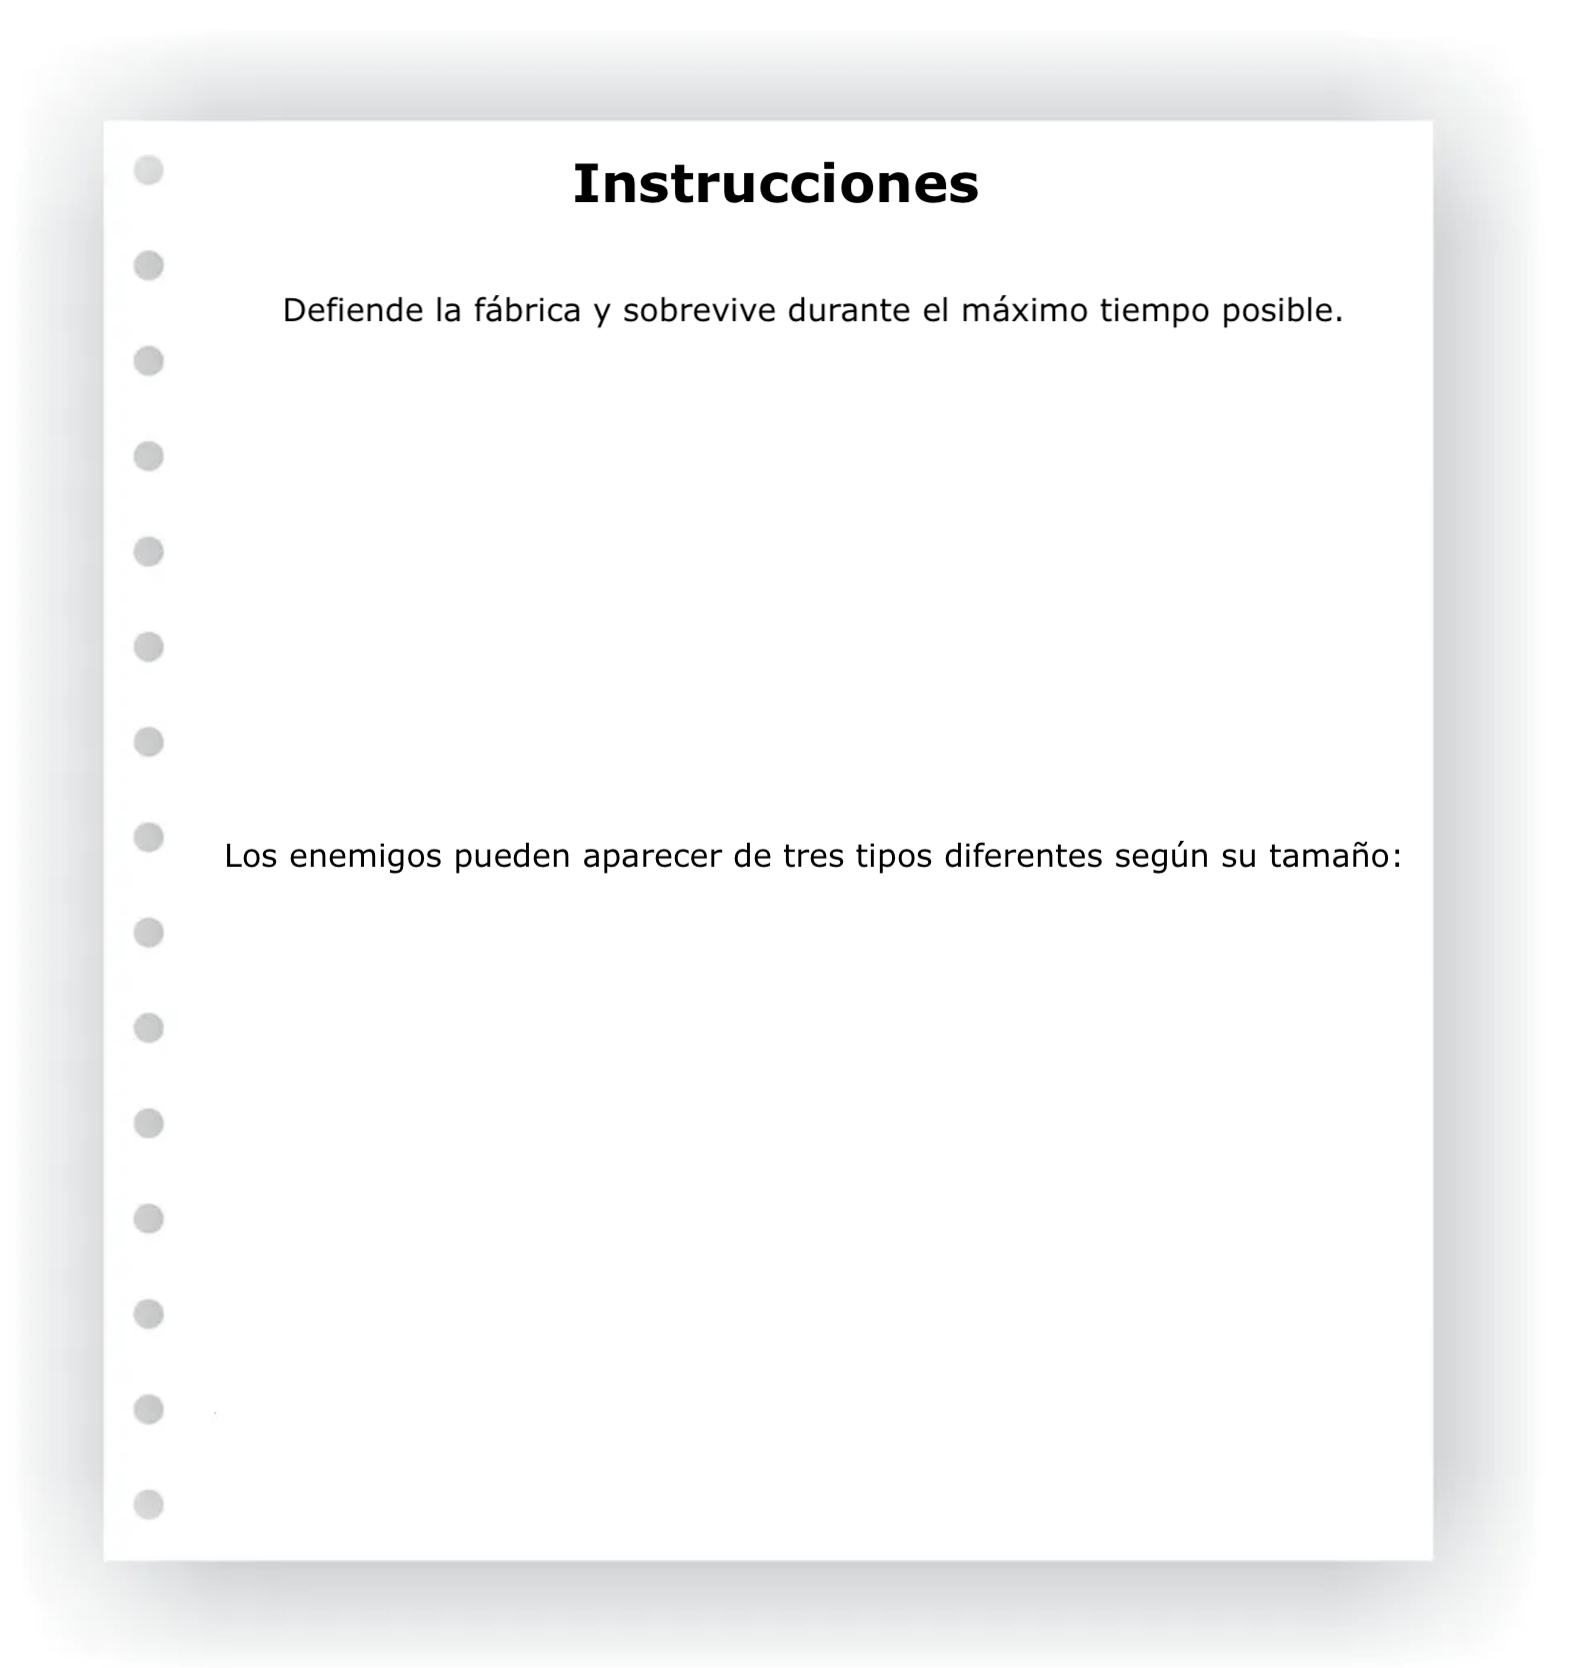 Instrucciones
Defiende la fábrica y sobrevive durante el máximo tiempo posible.
Los enemigos pueden aparecer de tres tipos diferentes según su tamaño: